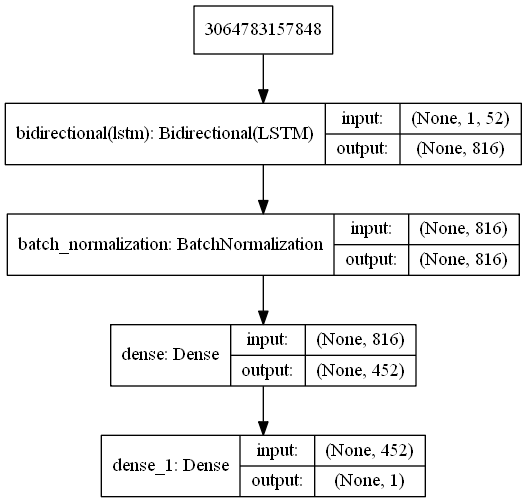 3064783157848
bidirectional(lstm): Bidirectional(LSTM)
input: (None, 1, 52)
output: (None, 816)
batch_normalization: BatchNormalization
input: (None, 816)
output: (None, 816)
dense: Dense
input: (None, 816)
output: (None, 452)
dense_1: Dense
input: (None, 452)
output: (None, 1)